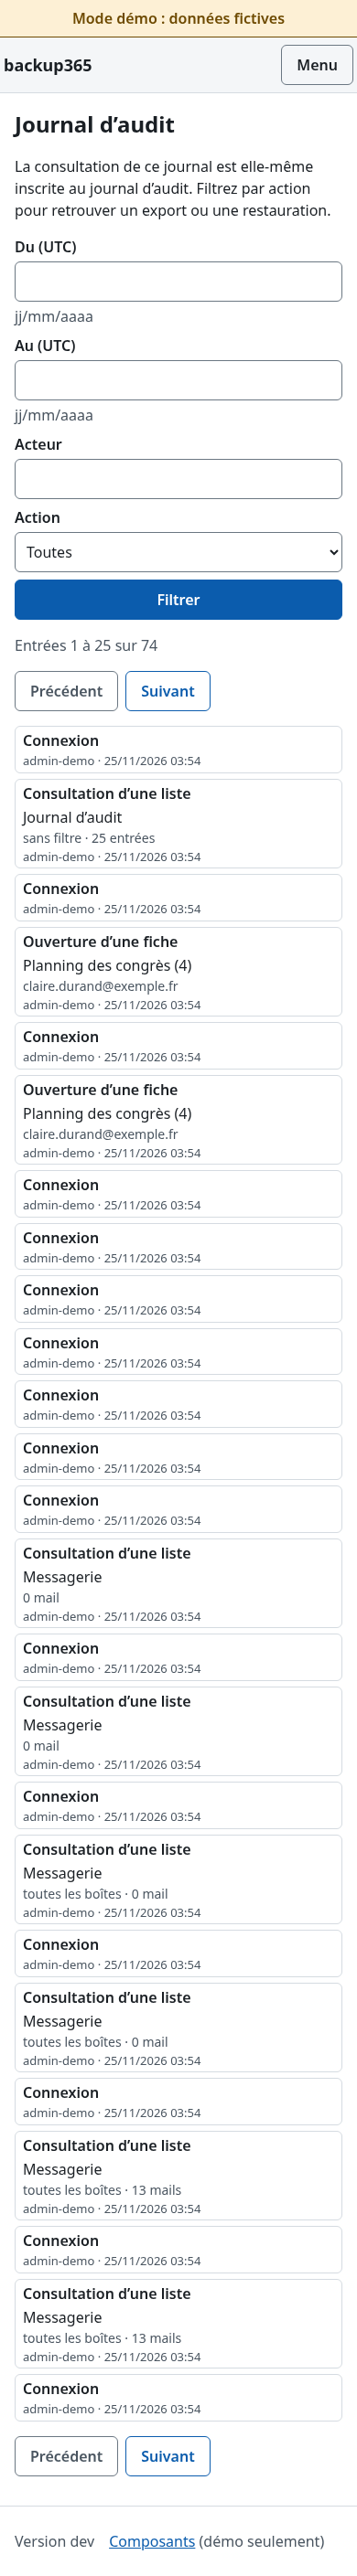 Mode démo : données fictives
backup365
Menu
Journal d’audit
La consultation de ce journal est elle-même
inscrite au journal d’audit. Filtrez par action
pour retrouver un export ou une restauration.
Du (UTC)
jj/mm/aaaa
Au (UTC)
jj/mm/aaaa
Acteur
Action
Toutes
Filtrer
Entrées 1 à 25 sur 74
Précédent
Suivant
Connexion
admin-demo · 25/11/2026 03:54
Consultation d’une liste
Journal d’audit
sans filtre · 25 entrées
admin-demo · 25/11/2026 03:54
Connexion
admin-demo · 25/11/2026 03:54
Ouverture d’une fiche
Planning des congrès (4)
claire.durand@exemple.fr
admin-demo · 25/11/2026 03:54
Connexion
admin-demo · 25/11/2026 03:54
Ouverture d’une fiche
Planning des congrès (4)
claire.durand@exemple.fr
admin-demo · 25/11/2026 03:54
Connexion
admin-demo · 25/11/2026 03:54
Connexion
admin-demo · 25/11/2026 03:54
Connexion
admin-demo · 25/11/2026 03:54
Connexion
admin-demo · 25/11/2026 03:54
Connexion
admin-demo · 25/11/2026 03:54
Connexion
admin-demo · 25/11/2026 03:54
Connexion
admin-demo · 25/11/2026 03:54
Consultation d’une liste
Messagerie
0 mail
admin-demo · 25/11/2026 03:54
Connexion
admin-demo · 25/11/2026 03:54
Consultation d’une liste
Messagerie
0 mail
admin-demo · 25/11/2026 03:54
Connexion
admin-demo · 25/11/2026 03:54
Consultation d’une liste
Messagerie
toutes les boîtes · 0 mail
admin-demo · 25/11/2026 03:54
Connexion
admin-demo · 25/11/2026 03:54
Consultation d’une liste
Messagerie
toutes les boîtes · 0 mail
admin-demo · 25/11/2026 03:54
Connexion
admin-demo · 25/11/2026 03:54
Consultation d’une liste
Messagerie
toutes les boîtes · 13 mails
admin-demo · 25/11/2026 03:54
Connexion
admin-demo · 25/11/2026 03:54
Consultation d’une liste
Messagerie
toutes les boîtes · 13 mails
admin-demo · 25/11/2026 03:54
Connexion
admin-demo · 25/11/2026 03:54
Précédent
Suivant
Version dev Composants (démo seulement)